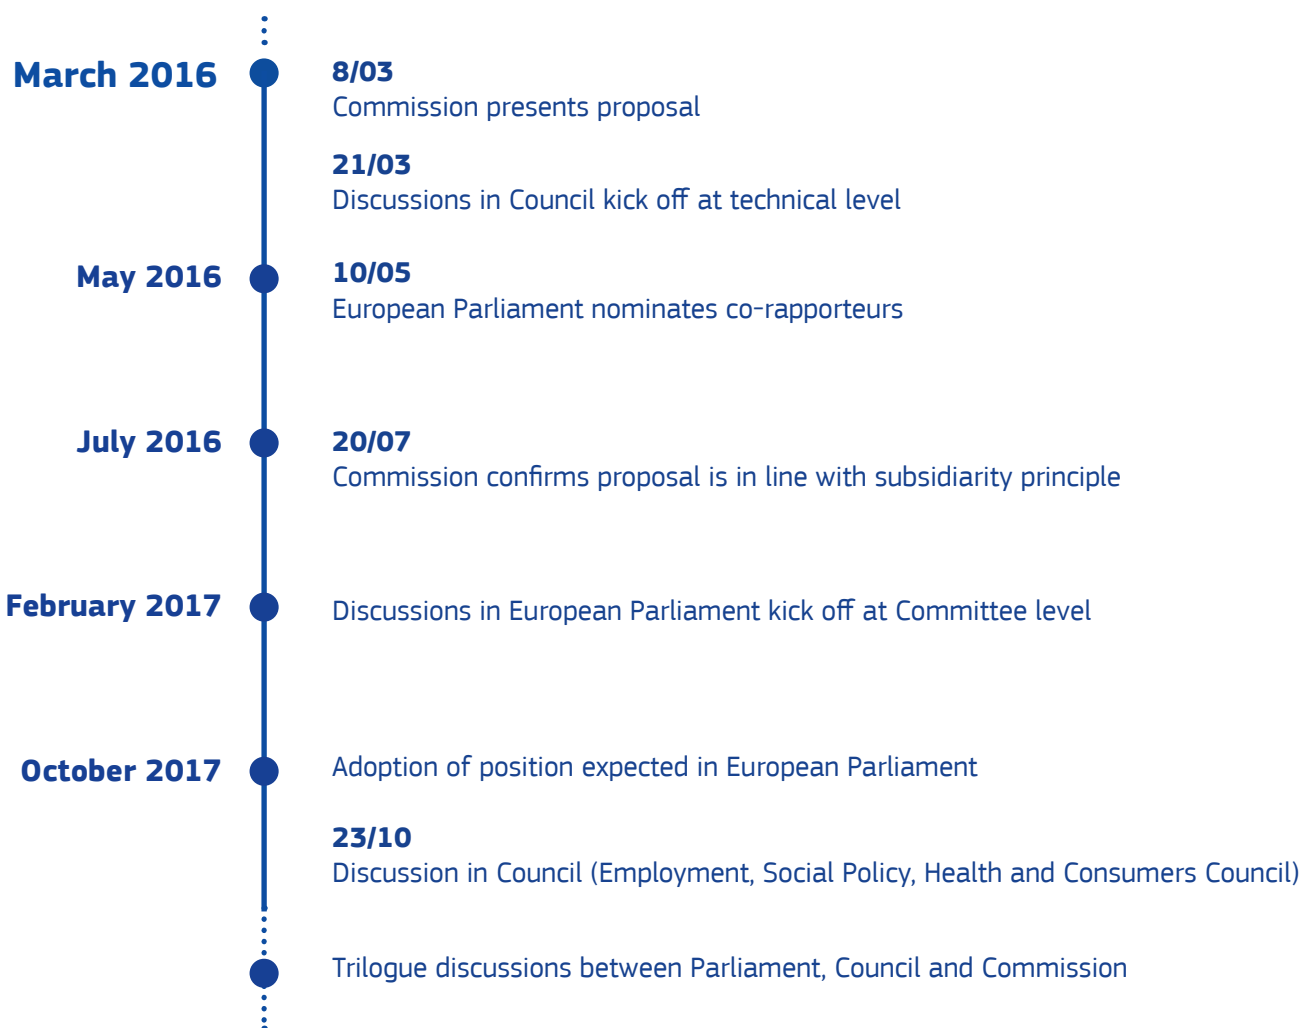 March 2016
8/03
Commission presents proposal
21/03
Discussions in Council kick off at technical level
May 2016
10/05
European Parliament nominates co-rapporteurs
July 2016
20/07
Commission confirms proposal is in line with subsidiarity principle
February 2017
Discussions in European Parliament kick off at Committee level
October 2017
Adoption of position expected in European Parliament
23/10
Discussion in Council (Employment, Social Policy, Health and Consumers Council)
Trilogue discussions between Parliament, Council and Commission